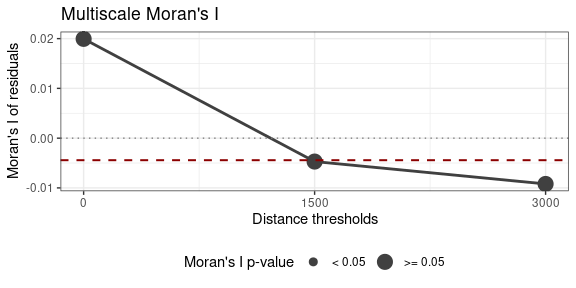 Multiscale Moran's I
Moran's I of residuals
0.02
0.01
0.00
-0.01
0
1500
3000
Distance thresholds
Moran's I p-value
< 0.05
>= 0.05